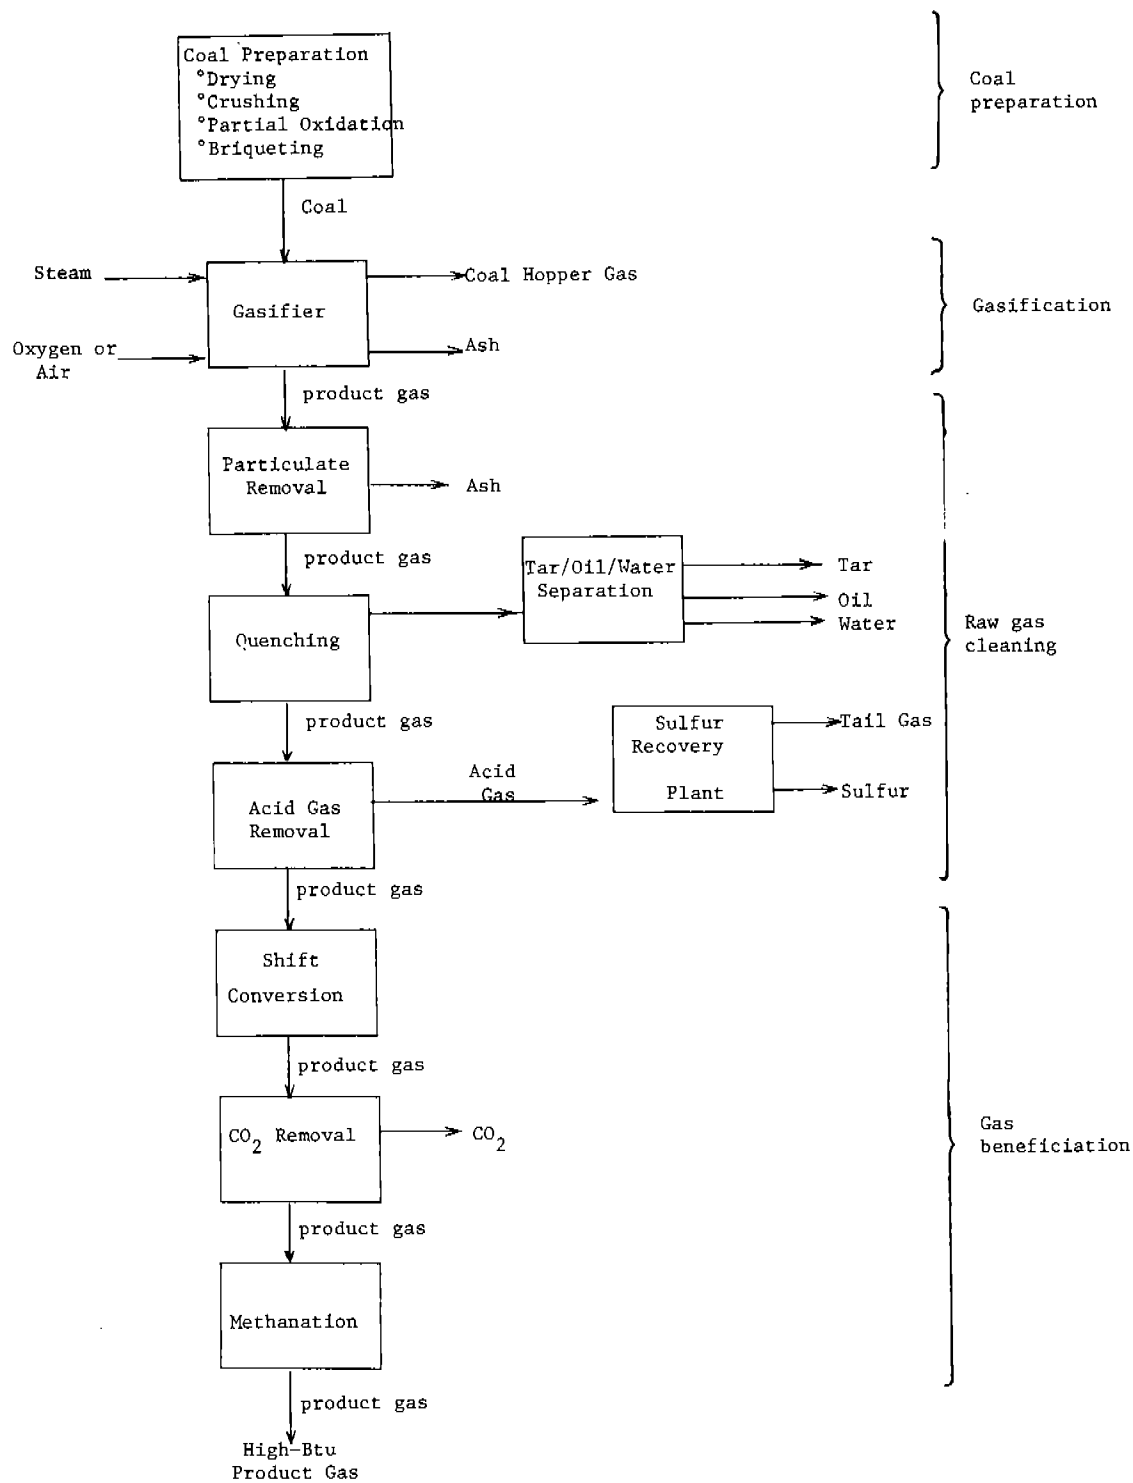 Coal Preparation
°Drying
°Crushing
°Partial Oxidation
°Briqueting
Coal
preparation
Coal
Steam
Coal Hopper Gas
Gasifier
Gasification
Oxygen or
Air
Ash
product gas
Particulate
Removal
Ash
product gas
Tar/Oil/Water
Separation
Tar
Oil
Water
Quenching
Raw gas
cleaning
product gas
Sulfur
Recovery
Plant
Tail Gas
Sulfur
Acid
Gas
Acid Gas
Removal
product gas
Shift
Conversion
product gas
CO2 Removal
CO2
Gas
beneficiation
product gas
Methanation
product gas
High-Btu
Product Gas